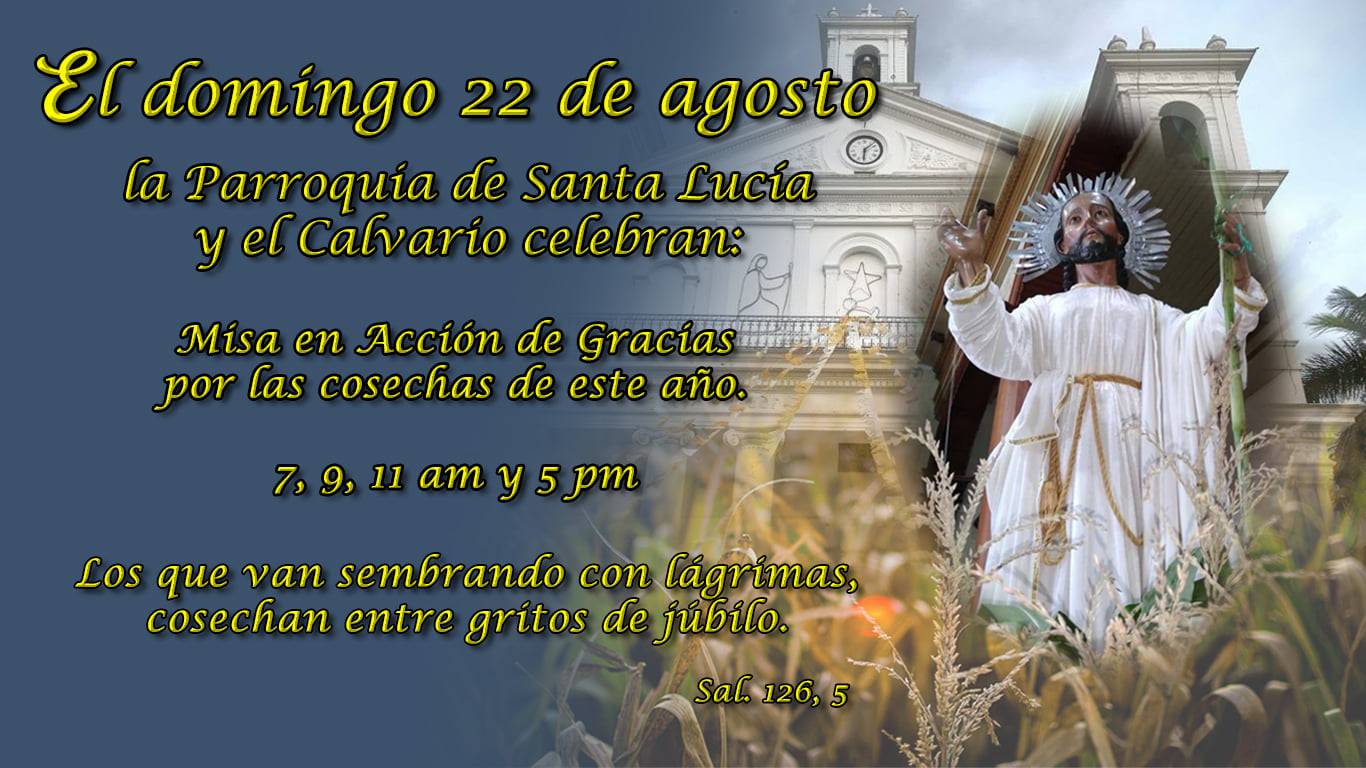 El domingo 22 de agosto
la Parroquia de Santa Lucía
y el Calvario celebran:
Misa en Acción de Gracias
por las cosechas de este año.
7, 9, 11 am y 5 pm
Los que van sembrando con lágrimas,
cosechan entre gritos de júbilo.
Sal. 126, 5